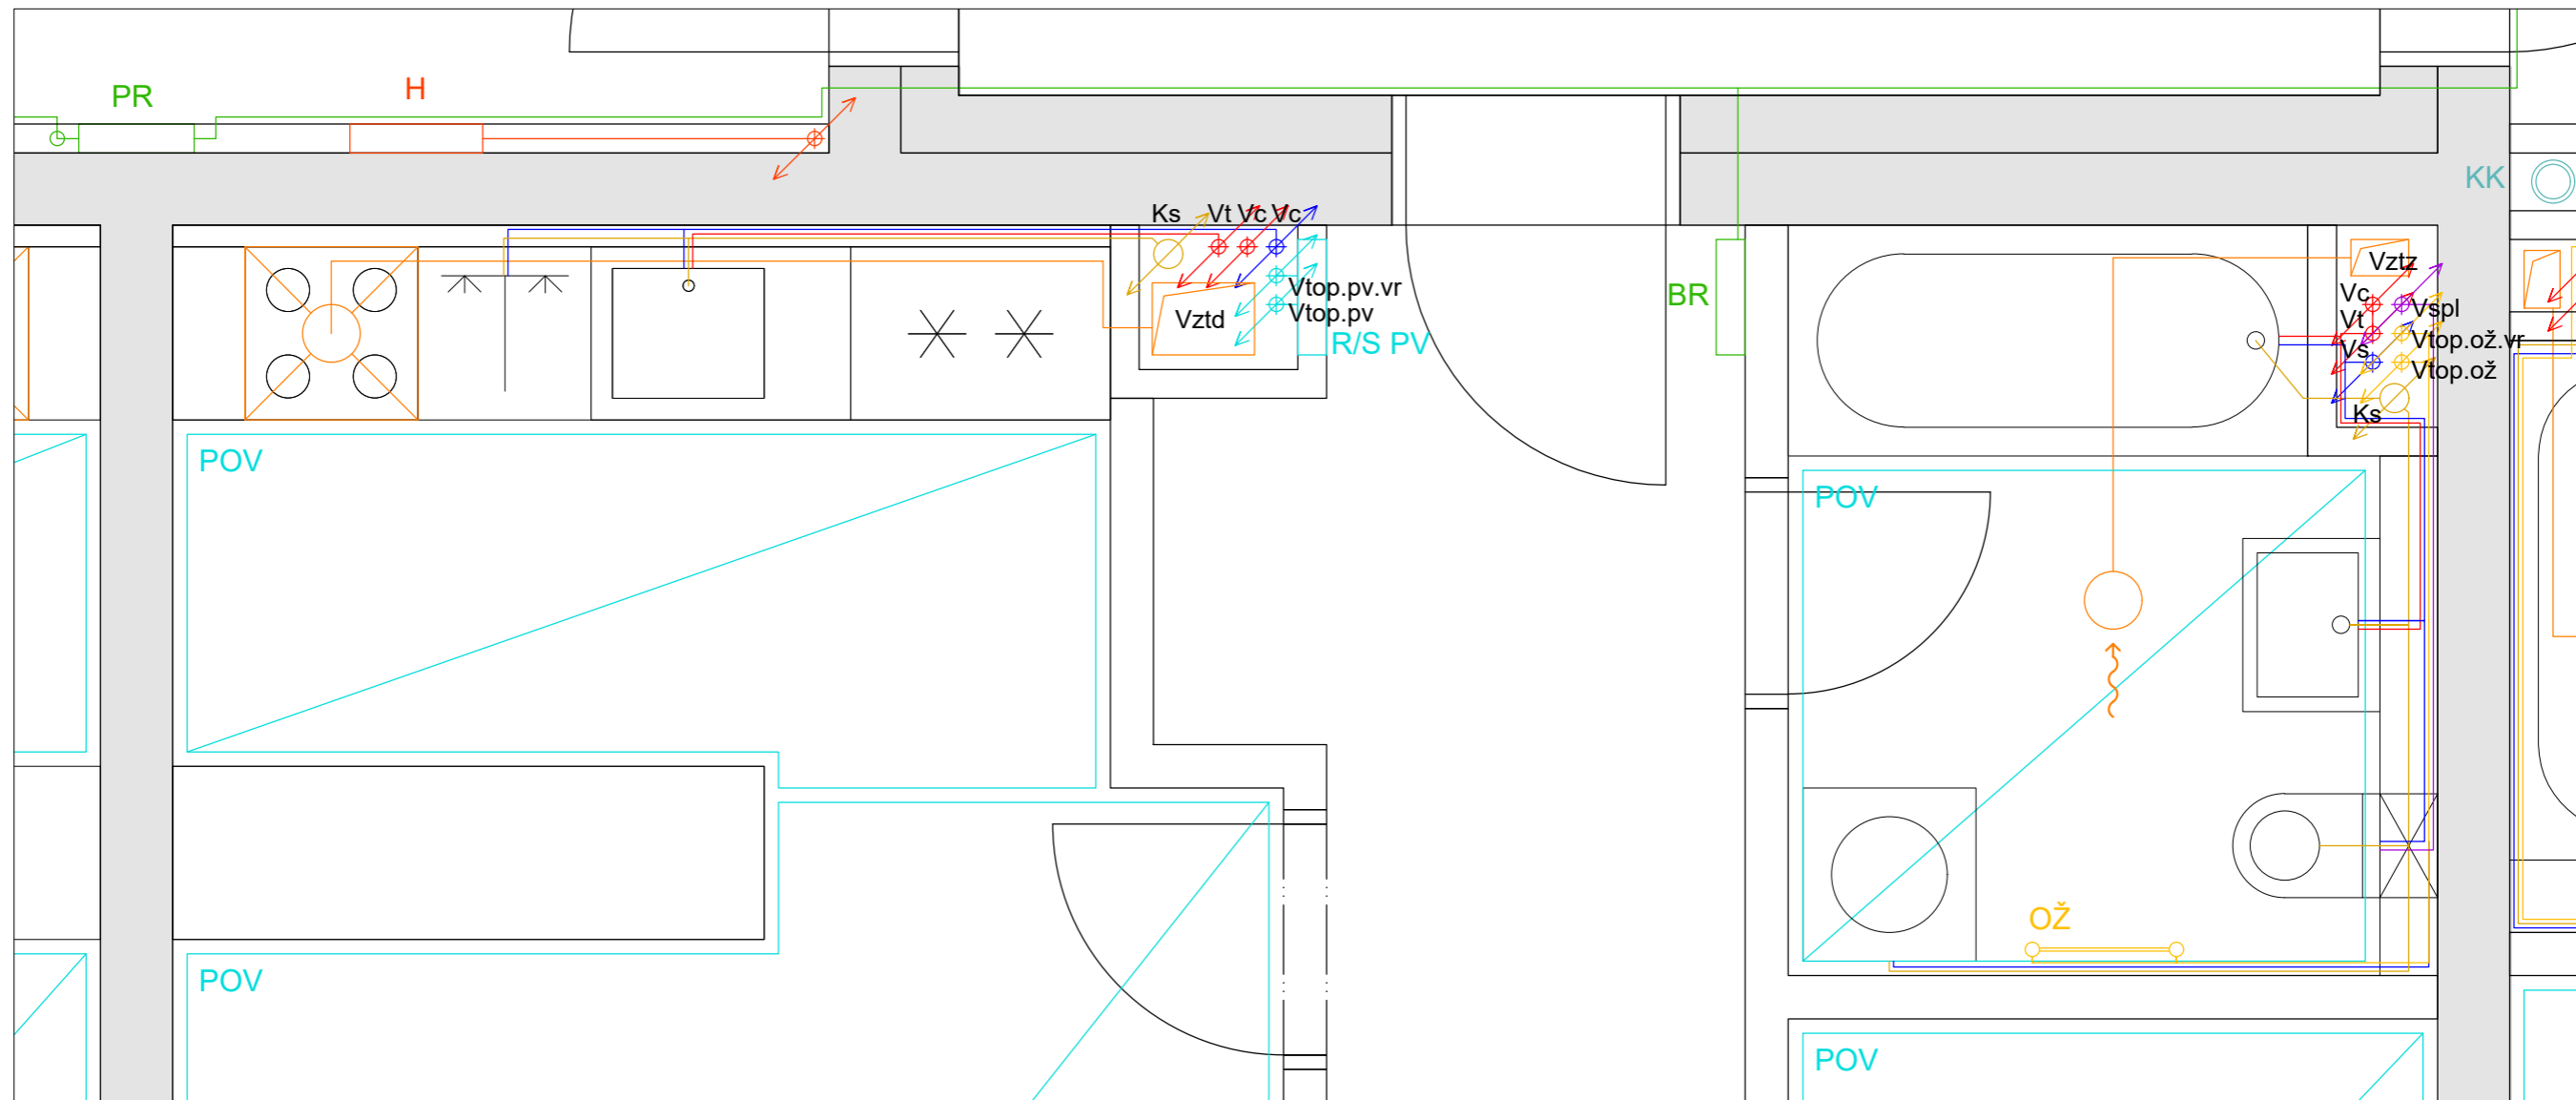 PR
H
KK
Ks
Vt
Vc
Vc
Vtop.pv.vr
Vtop.pv
Vztd
R/S PV
BR
Vztz
Vc
Vspl
Vt
Vtop.ož.vr
Vs
Vtop.ož
Ks
POV
POV
OŽ
POV
POV